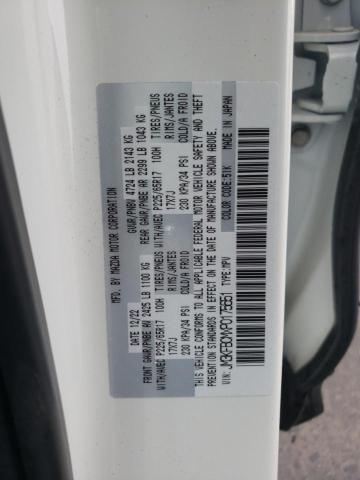 MFD. BY MAZDA MOTOR CORPORATION
DATE 12/22 GVWR/PNBV 4724 LB 2143 KG
FRONT GAWR/PNBE AV 2425 LB 1100 KG REAR GAWR/PNBE AR 2299 LB 1043 KG
WITH/AVEC P225/65R17 100H TIRES/PNEUS WITH/AVEC P225/65R17 100H TIRES/PNEUS
17X7J RIMS/JANTES 17X7J RIMS/JANTES
230 KPA/34 PSI COLD/A FROID 230 KPA/34 PSI COLD/A FROID
THIS VEHICLE CONFORMS TO ALL APPLICABLE FEDERAL MOTOR VEHICLE SAFETY AND THEFT
PREVENTION STANDARDS IN EFFECT ON THE DATE OF MANUFACTURE SHOWN ABOVE.
TYPE:MPV COLOR/CODE:51K MADE IN JAPAN